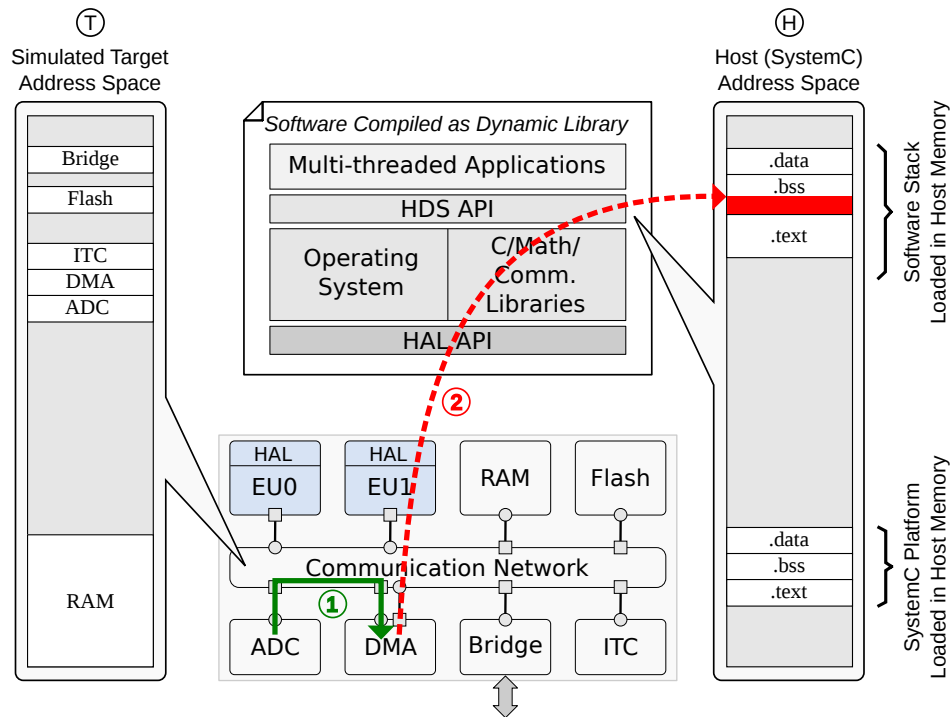 T
Simulated Target
Address Space
Bridge
Flash
ITC
DMA
ADC
RAM
Software Compiled as Dynamic Library
Multi-threaded Applications
HDS API
Operating
System
C/Math/
Comm.
Libraries
HAL API
2
HAL
EU0
HAL
EU1
RAM
Flash
Communication Network
1
ADC
DMA
Bridge
ITC
H
Host (SystemC)
Address Space
.data
.bss
.text
.data
.bss
.text
Software Stack
Loaded in Host Memory
SystemC Platform
Loaded in Host Memory